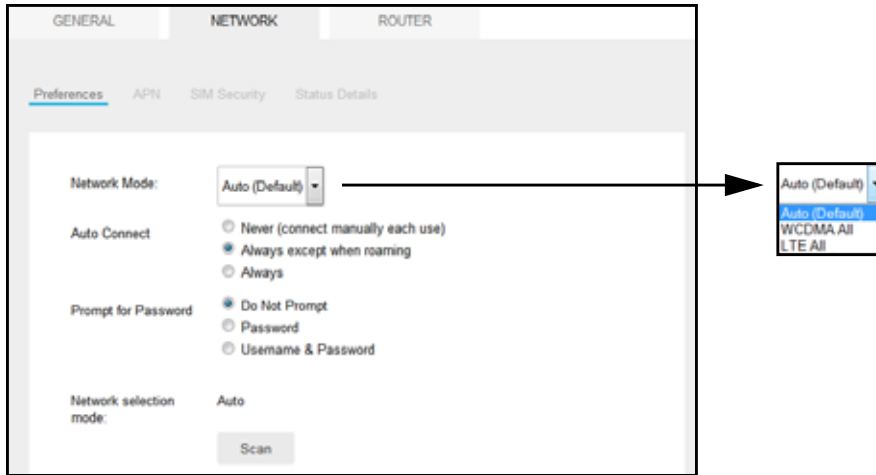 GENERAL NETWORK ROUTER
Preferences APN SIM Security Status Details
Network Mode: Auto (Default)
Auto (Default)
Auto (Default)
WCDMA All
LTE All
Auto Connect
Never (connect manually each use)
Always except when roaming
Always
Prompt for Password
Do Not Prompt
Password
Username & Password
Network selection
mode:
Auto
Scan